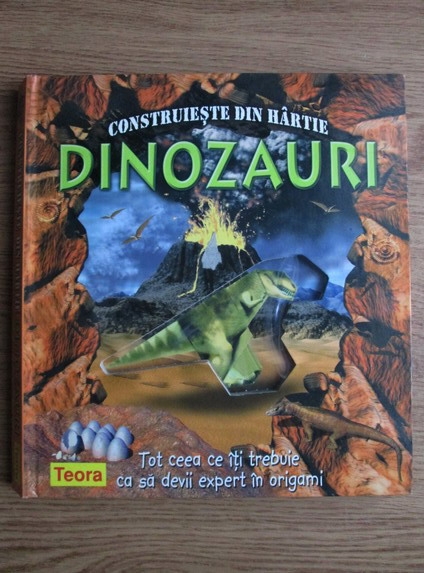 CONSTRUIEȘTE DIN HÂRTIE
DINOZAURI
Tot ceea ce îți trebuie
ca să devii expert în origami
Teora